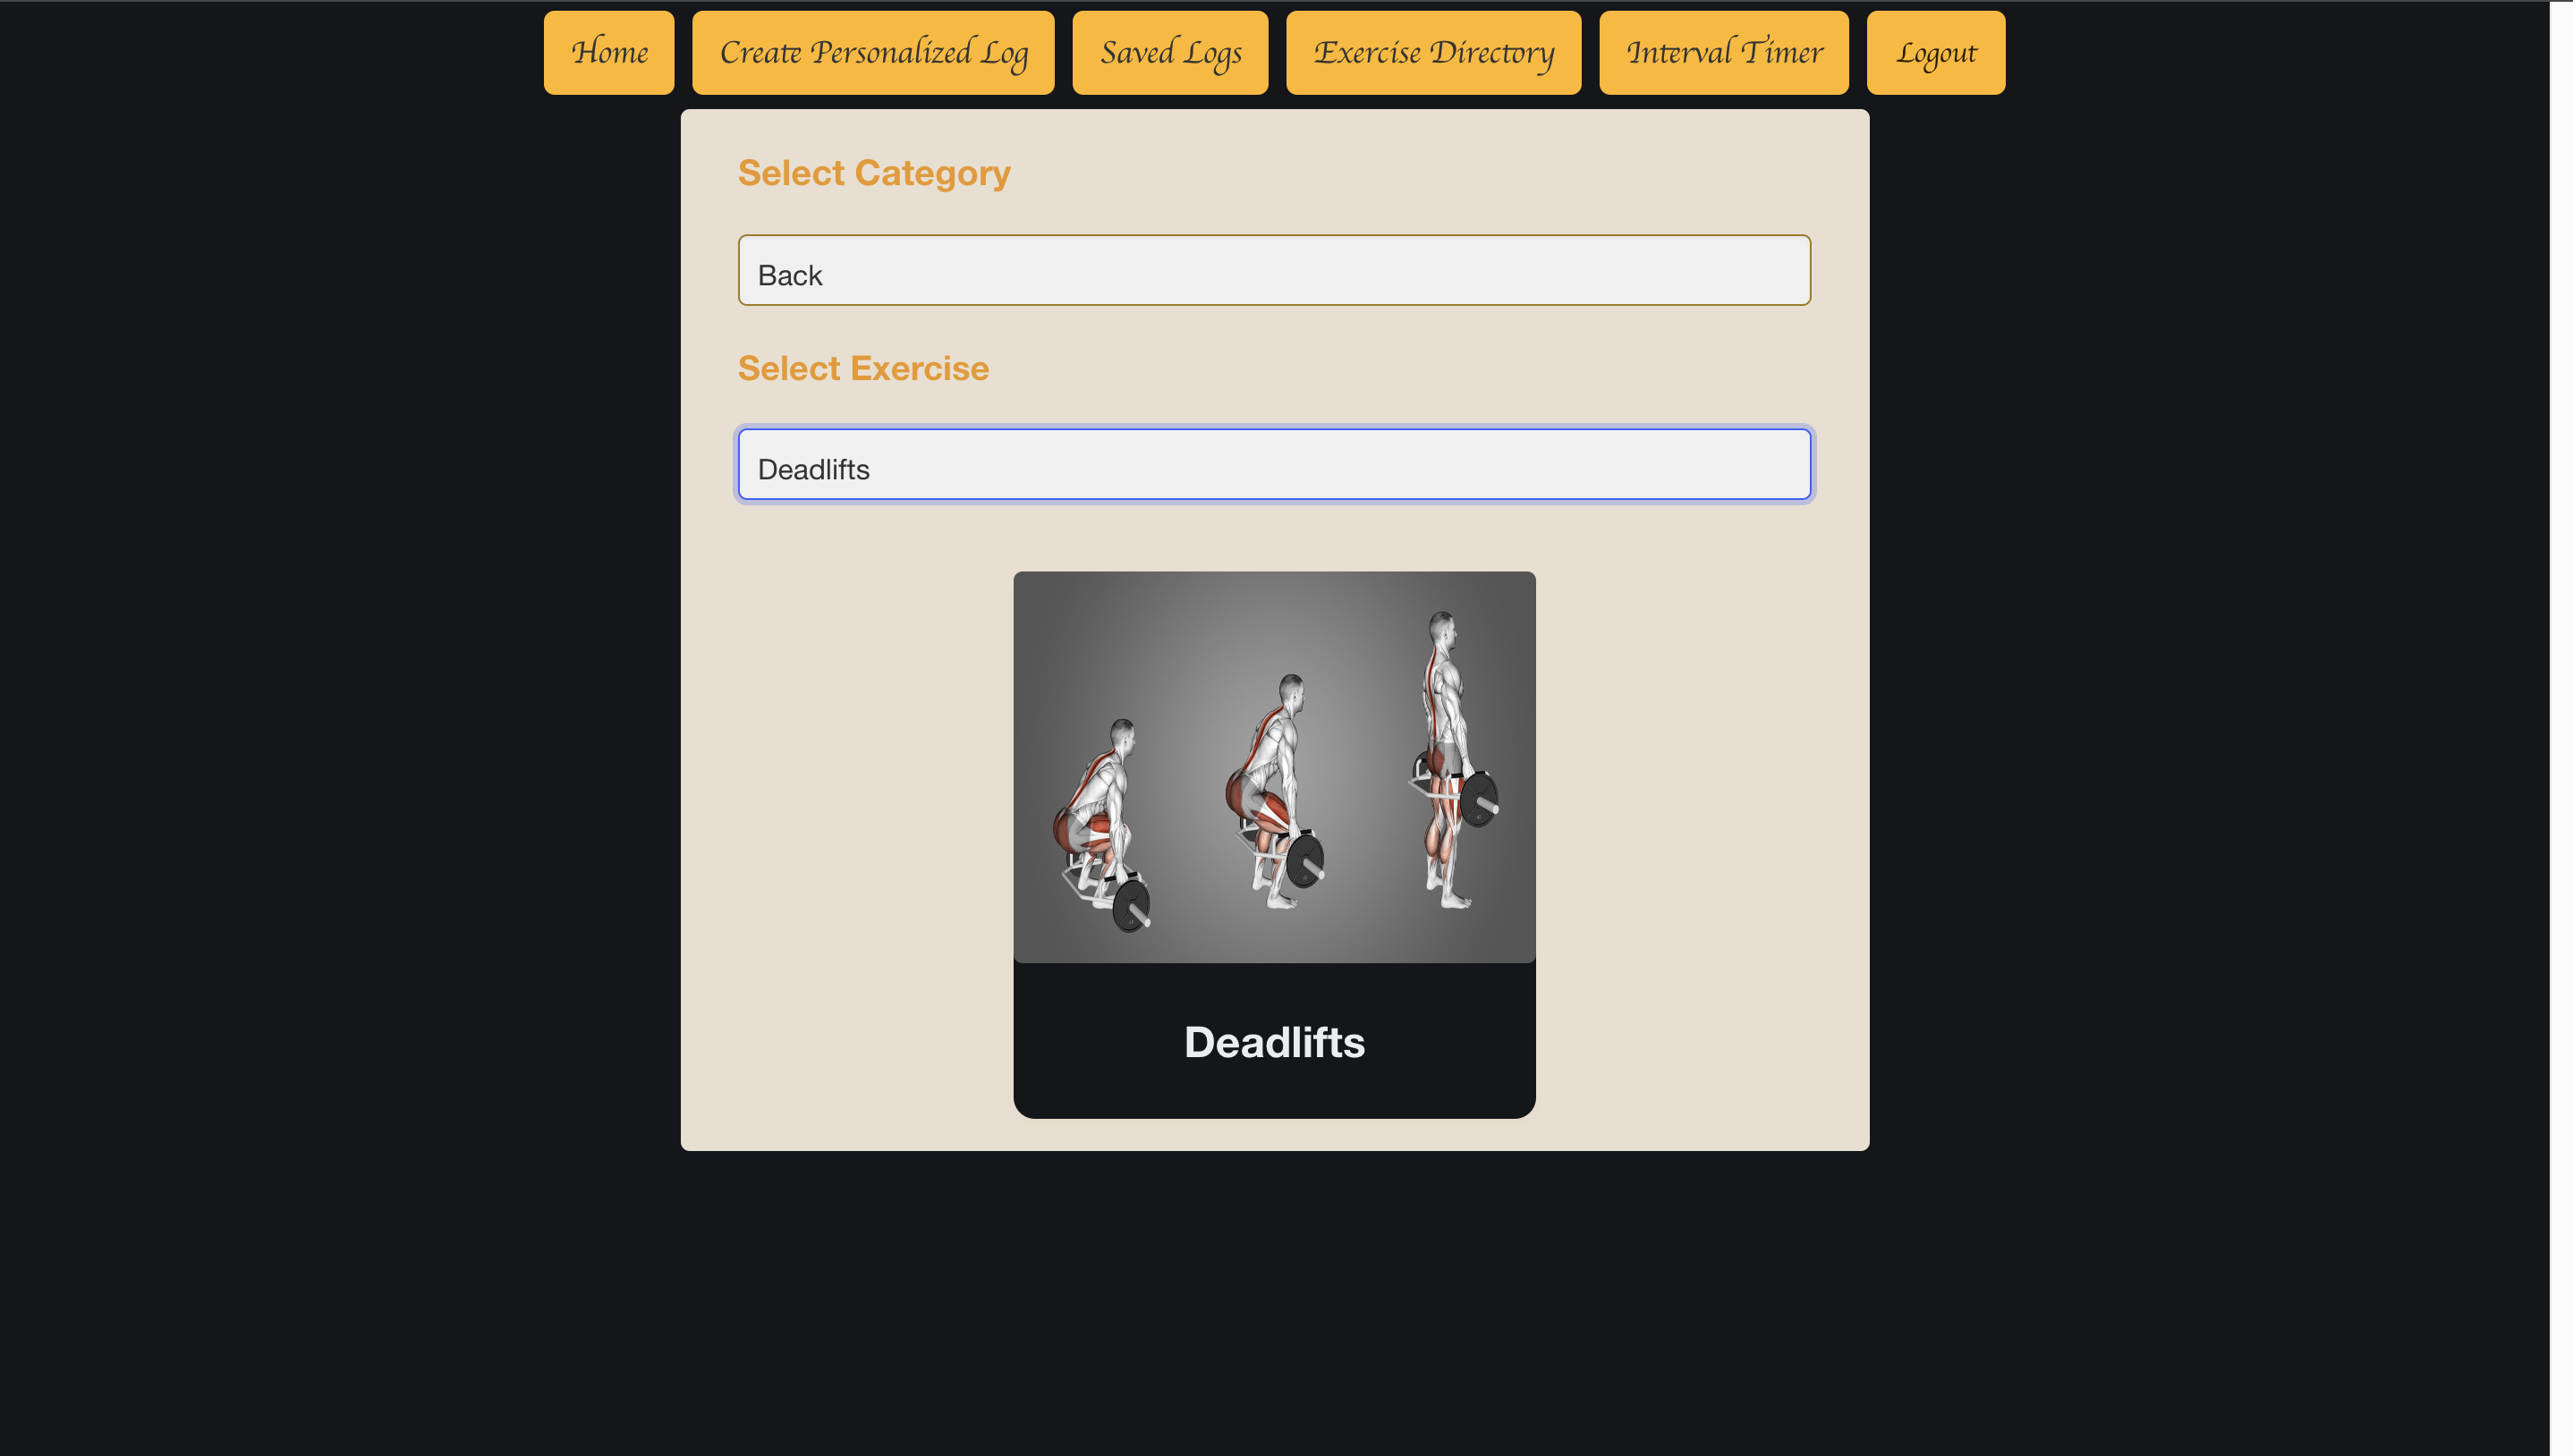 Home Create Personalized Log Saved Logs Exercise Directory Interval Timer Logout
Select Category
Back
Select Exercise
Deadlifts
Deadlifts